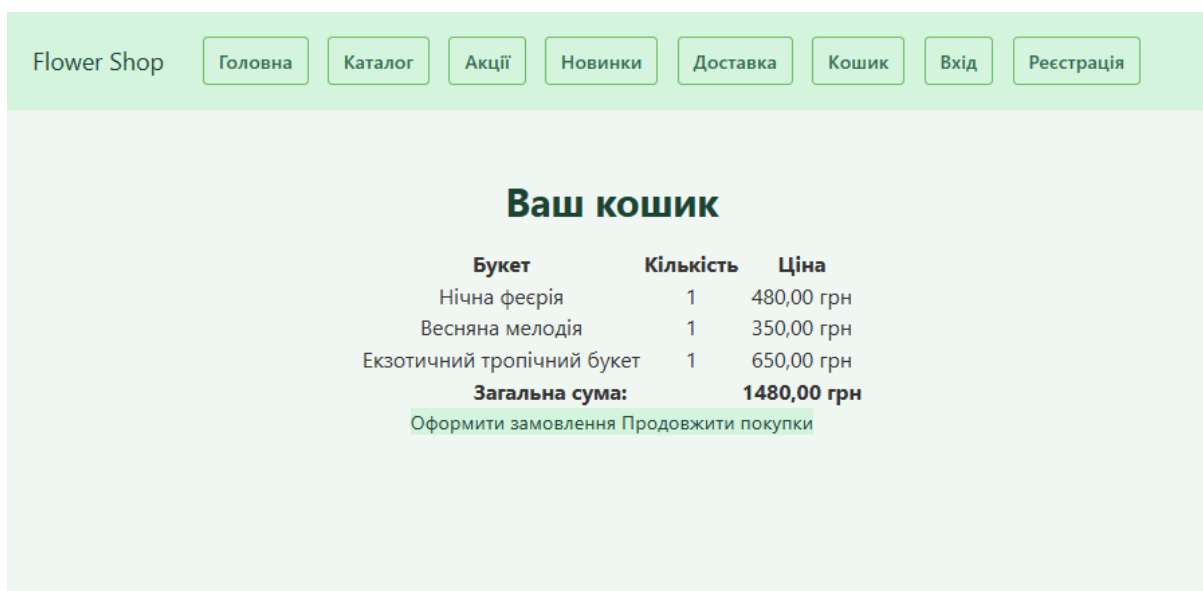 Flower Shop Головна Каталог Акції Новинки Доставка Кошик Вхід Реєстрація
Ваш кошик
Букет Кількість Ціна
Нічна феєрія 1 480,00 грн
Весняна мелодія 1 350,00 грн
Екзотичний тропічний букет 1 650,00 грн
Загальна сума: 1480,00 грн
Оформити замовлення Продовжити покупки